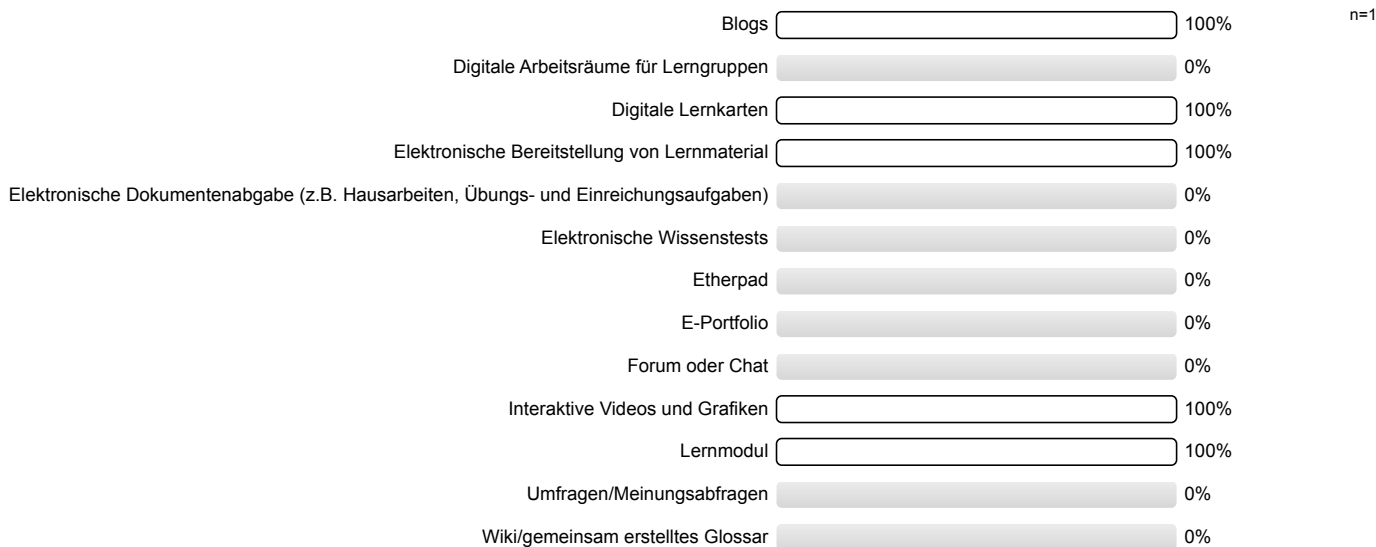 n=1
Blogs 100%
Digitale Arbeitsräume für Lerngruppen 0%
Digitale Lernkarten 100%
Elektronische Bereitstellung von Lernmaterial 100%
Elektronische Dokumentenabgabe (z.B. Hausarbeiten, Übungs- und Einreichungsaufgaben) 0%
Elektronische Wissenstests 0%
Etherpad 0%
E-Portfolio 0%
Forum oder Chat 0%
Interaktive Videos und Grafiken 100%
Lernmodul 100%
Umfragen/Meinungsabfragen 0%
Wiki/gemeinsam erstelltes Glossar 0%